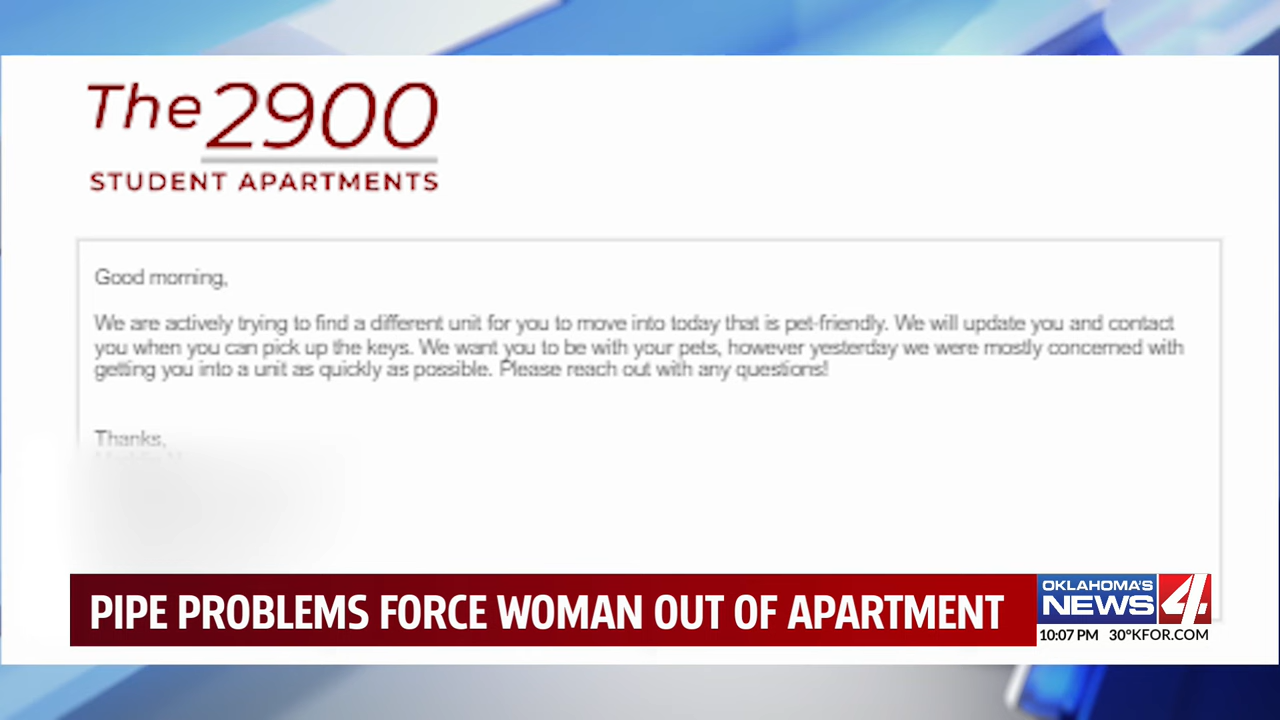 The 2900
STUDENT APARTMENTS
Good morning,
We are actively trying to find a different unit for you to move into today that is pet-friendly. We will update you and contact
you when you can pick up the keys. We want you to be with your pets, however yesterday we were mostly concerned with
getting you into a unit as quickly as possible. Please reach out with any questions!
Thanks,
PIPE PROBLEMS FORCE WOMAN OUT OF APARTMENT
OKLAHOMA'S
NEWS 4
10:07 PM 30° KFOR.COM